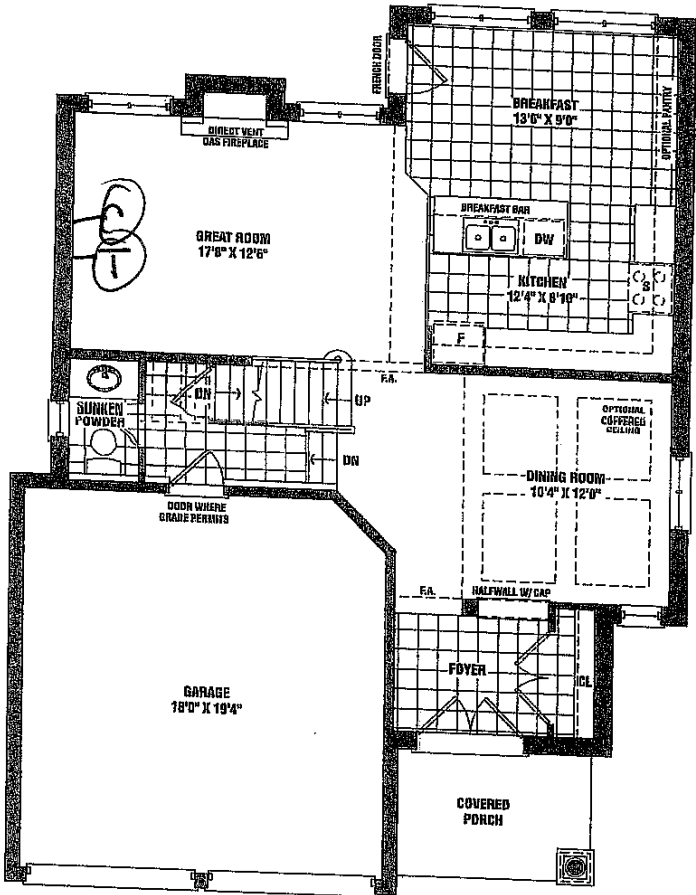 FRENCH DOOR
BREAKFAST
13'6" X 9'0"
OPTIONAL PANTRY
DIRECT VENT
GAS FIREPLACE
GREAT ROOM
17'6" X 12'6"
BREAKFAST BAR
DW
KITCHEN
12'4" X 8'10"
S
F
F.A.
SUNKEN
POWDER
DN
UP
DN
OPTIONAL
COFFERED
CEILING
DINING ROOM
10'4" X 12'0"
DOOR WHERE
GRADE PERMITS
F.A.
HALFWALL W/ CAP
FOYER
CL
GARAGE
18'0" X 19'4"
COVERED
PORCH